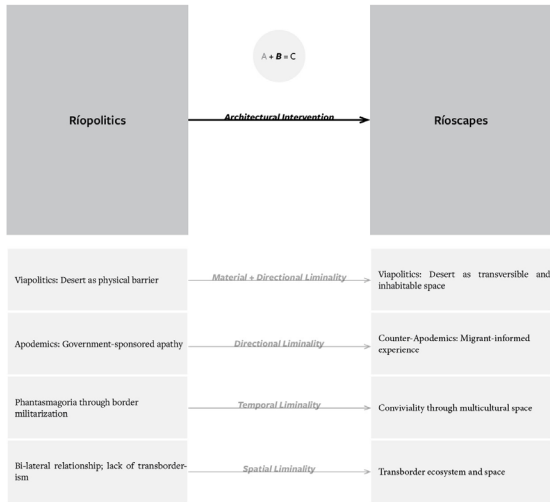 A + B = C
Ríopolitics
Architectural Intervention
Ríoscapes
Viapolitics: Desert as physical barrier
Material + Directional Liminality
Viapolitics: Desert as transversible and
inhabitable space
Apodemics: Government-sponsored apathy
Directional Liminality
Counter-Apodemics: Migrant-informed
experience
Phantasmagoria through border
militarization
Temporal Liminality
Conviviality through multicultural space
Bi-lateral relationship; lack of transborder-
ism
Spatial Liminality
Transborder ecosystem and space